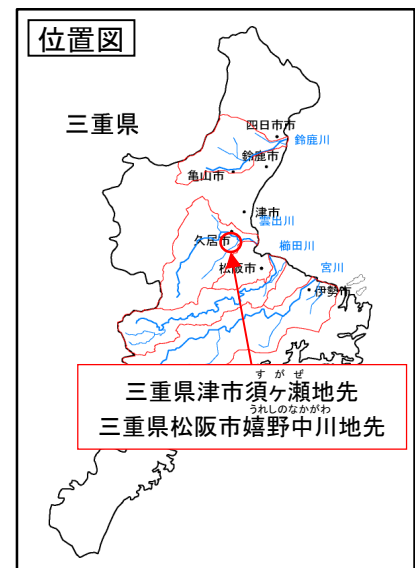 位置図
三重県
四日市市
鈴鹿川
鈴鹿市
亀山市
津市
雲出川
久居市
櫛田川
松阪市
宮川
伊勢市
すがぜ
三重県津市須ヶ瀬地先
うれしのなかがわ
三重県松阪市嬉野中川地先